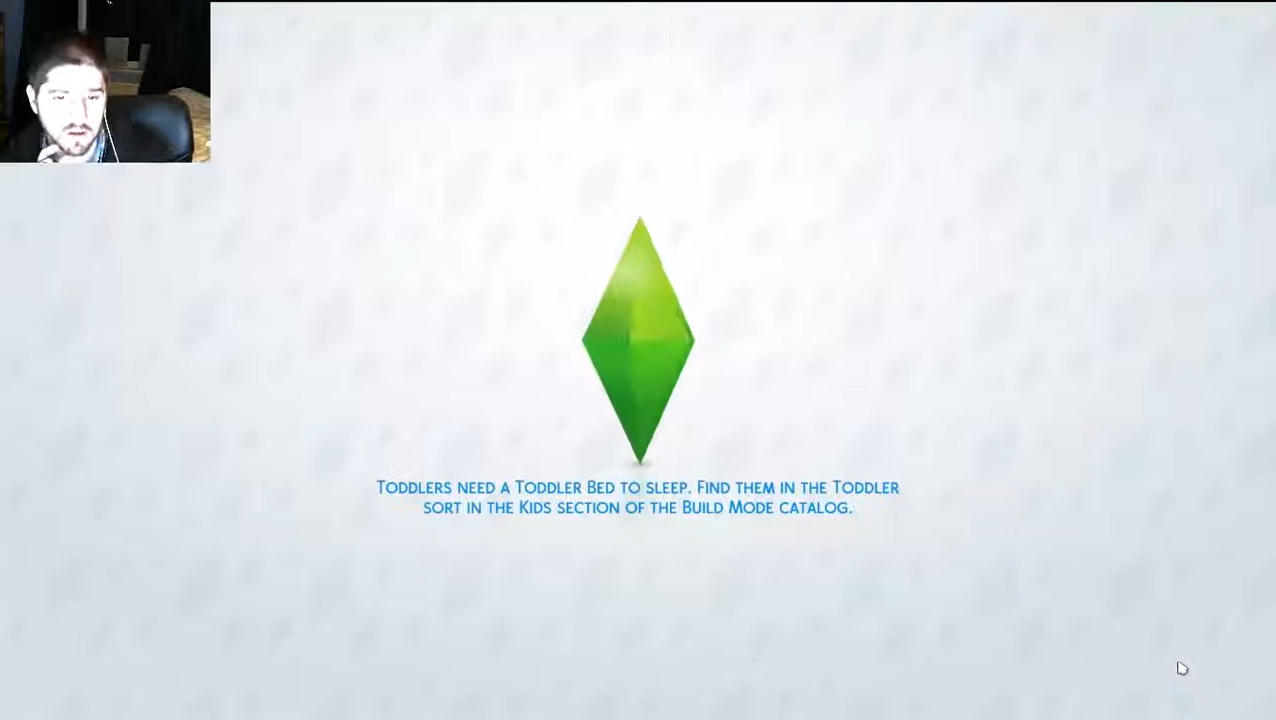 TODDLERS NEED A TODDLER BED TO SLEEP. FIND THEM IN THE TODDLER
SORT IN THE KIDS SECTION OF THE BUILD MODE CATALOG.